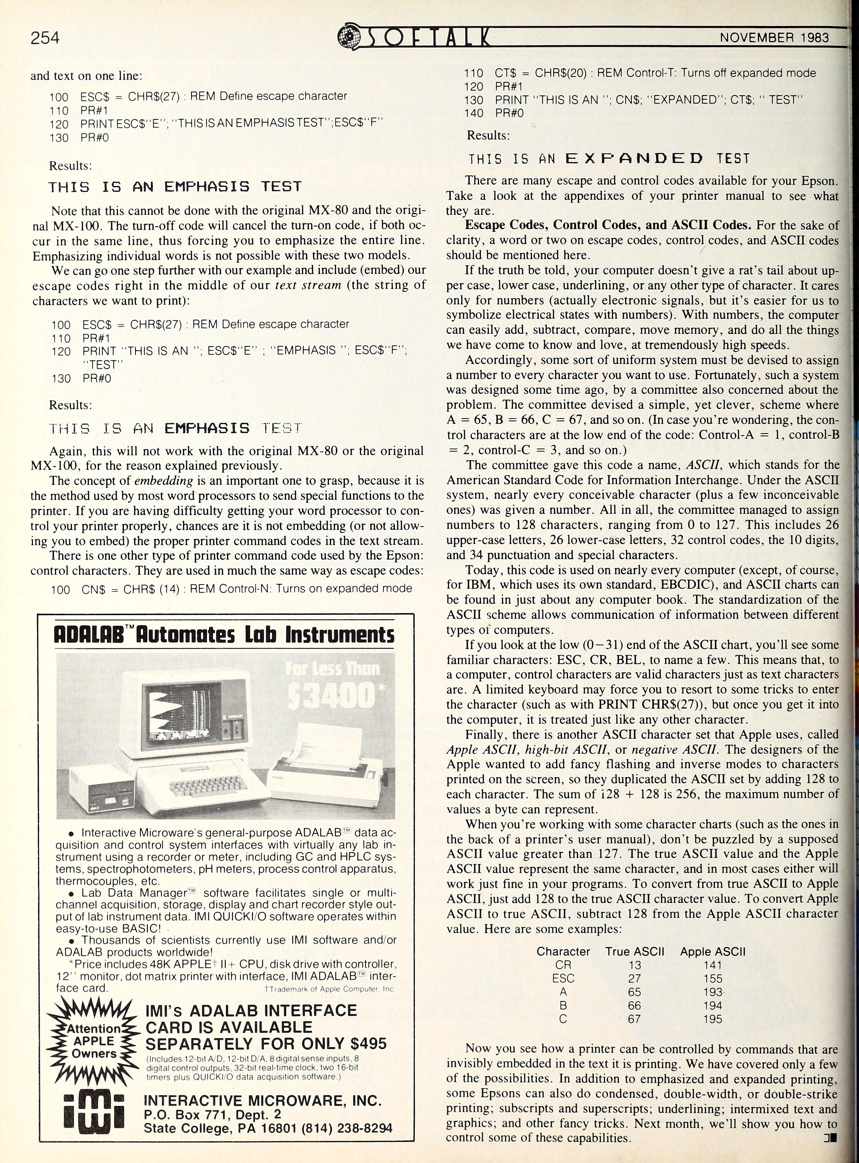 254
SOFTALK
NOVEMBER 1983
and text on one line:
100 ESC$ = CHR$(27) : REM Define escape character
110 PR#1
120 PRINT ESC$"E"; "THIS IS AN EMPHASIS TEST";ESC$"F"
130 PR#0
Results:
THIS IS AN EMPHASIS TEST
Note that this cannot be done with the original MX-80 and the origi-
nal MX-100. The turn-off code will cancel the turn-on code, if both oc-
cur in the same line, thus forcing you to emphasize the entire line.
Emphasizing individual words is not possible with these two models.
We can go one step further with our example and include (embed) our
escape codes right in the middle of our text stream (the string of
characters we want to print):
100 ESC$ = CHR$(27) : REM Define escape character
110 PR#1
120 PRINT "THIS IS AN "; ESC$"E" ; "EMPHASIS "; ESC$"F";
"TEST"
130 PR#0
Results:
THIS IS AN EMPHASIS TEST
Again, this will not work with the original MX-80 or the original
MX-100, for the reason explained previously.
The concept of embedding is an important one to grasp, because it is
the method used by most word processors to send special functions to the
printer. If you are having difficulty getting your word processor to con-
trol your printer properly, chances are it is not embedding (or not allow-
ing you to embed) the proper printer command codes in the text stream.
There is one other type of printer command code used by the Epson:
control characters. They are used in much the same way as escape codes:
100 CN$ = CHR$ (14) : REM Control-N: Turns on expanded mode
ADALAB™ Automates Lab Instruments
For Less Than
$3400*
• Interactive Microware's general-purpose ADALAB™ data ac-
quisition and control system interfaces with virtually any lab in-
strument using a recorder or meter, including GC and HPLC sys-
tems, spectrophotometers, pH meters, process control apparatus,
thermocouples, etc.
• Lab Data Manager™ software facilitates single or multi-
channel acquisition, storage, display and chart recorder style out-
put of lab instrument data. IMI QUICKI/O software operates within
easy-to-use BASIC!
• Thousands of scientists currently use IMI software and/or
ADALAB products worldwide!
*Price includes 48K APPLE† II+ CPU, disk drive with controller,
12'' monitor, dot matrix printer with interface, IMI ADALAB™ inter-
face card. †Trademark of Apple Computer, Inc.
Attention
APPLE
Owners
IMI's ADALAB INTERFACE
CARD IS AVAILABLE
SEPARATELY FOR ONLY $495
(Includes 12-bit A/D, 12-bit D/A, 8 digital sense inputs, 8
digital control outputs, 32-bit real-time clock, two 16-bit
timers plus QUICKI/O data acquisition software.)
imi
INTERACTIVE MICROWARE, INC.
P.O. Box 771, Dept. 2
State College, PA 16801 (814) 238-8294
110 CT$ = CHR$(20) : REM Control-T: Turns off expanded mode
120 PR#1
130 PRINT "THIS IS AN "; CN$; "EXPANDED"; CT$; " TEST"
140 PR#0
Results:
THIS IS AN EXPANDED TEST
There are many escape and control codes available for your Epson.
Take a look at the appendixes of your printer manual to see what
they are.
Escape Codes, Control Codes, and ASCII Codes. For the sake of
clarity, a word or two on escape codes, control codes, and ASCII codes
should be mentioned here.
If the truth be told, your computer doesn't give a rat's tail about up-
per case, lower case, underlining, or any other type of character. It cares
only for numbers (actually electronic signals, but it's easier for us to
symbolize electrical states with numbers). With numbers, the computer
can easily add, subtract, compare, move memory, and do all the things
we have come to know and love, at tremendously high speeds.
Accordingly, some sort of uniform system must be devised to assign
a number to every character you want to use. Fortunately, such a system
was designed some time ago, by a committee also concerned about the
problem. The committee devised a simple, yet clever, scheme where
A = 65, B = 66, C = 67, and so on. (In case you're wondering, the con-
trol characters are at the low end of the code: Control-A = 1, control-B
= 2, control-C = 3, and so on.)
The committee gave this code a name, ASCII, which stands for the
American Standard Code for Information Interchange. Under the ASCII
system, nearly every conceivable character (plus a few inconceivable
ones) was given a number. All in all, the committee managed to assign
numbers to 128 characters, ranging from 0 to 127. This includes 26
upper-case letters, 26 lower-case letters, 32 control codes, the 10 digits,
and 34 punctuation and special characters.
Today, this code is used on nearly every computer (except, of course,
for IBM, which uses its own standard, EBCDIC), and ASCII charts can
be found in just about any computer book. The standardization of the
ASCII scheme allows communication of information between different
types of computers.
If you look at the low (0–31) end of the ASCII chart, you'll see some
familiar characters: ESC, CR, BEL, to name a few. This means that, to
a computer, control characters are valid characters just as text characters
are. A limited keyboard may force you to resort to some tricks to enter
the character (such as with PRINT CHR$(27)), but once you get it into
the computer, it is treated just like any other character.
Finally, there is another ASCII character set that Apple uses, called
Apple ASCII, high-bit ASCII, or negative ASCII. The designers of the
Apple wanted to add fancy flashing and inverse modes to characters
printed on the screen, so they duplicated the ASCII set by adding 128 to
each character. The sum of 128 + 128 is 256, the maximum number of
values a byte can represent.
When you're working with some character charts (such as the ones in
the back of a printer's user manual), don't be puzzled by a supposed
ASCII value greater than 127. The true ASCII value and the Apple
ASCII value represent the same character, and in most cases either will
work just fine in your programs. To convert from true ASCII to Apple
ASCII, just add 128 to the true ASCII character value. To convert Apple
ASCII to true ASCII, subtract 128 from the Apple ASCII character
value. Here are some examples:
Character True ASCII Apple ASCII
CR 13 141
ESC 27 155
A 65 193
B 66 194
C 67 195
Now you see how a printer can be controlled by commands that are
invisibly embedded in the text it is printing. We have covered only a few
of the possibilities. In addition to emphasized and expanded printing,
some Epsons can also do condensed, double-width, or double-strike
printing; subscripts and superscripts; underlining; intermixed text and
graphics; and other fancy tricks. Next month, we'll show you how to
control some of these capabilities.